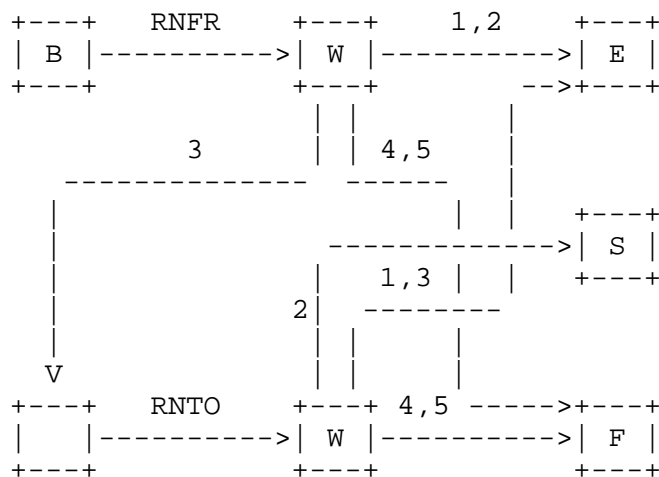 +---+   RNFR    +---+    1,2    +---+
| B |---------->| W |---------->| E |
+---+           +---+        -->+---+
                 | |        |
          3      | | 4,5    |
   --------------  ------   |
  |                      |  |   +---+
  |               ------------->| S |
  |              |   1,3 |  |   +---+
  |             2|  --------
  |              | |     |
  V              | |     |
+---+   RNTO    +---+ 4,5 ----->+---+
|   |---------->| W |---------->| F |
+---+           +---+           +---+